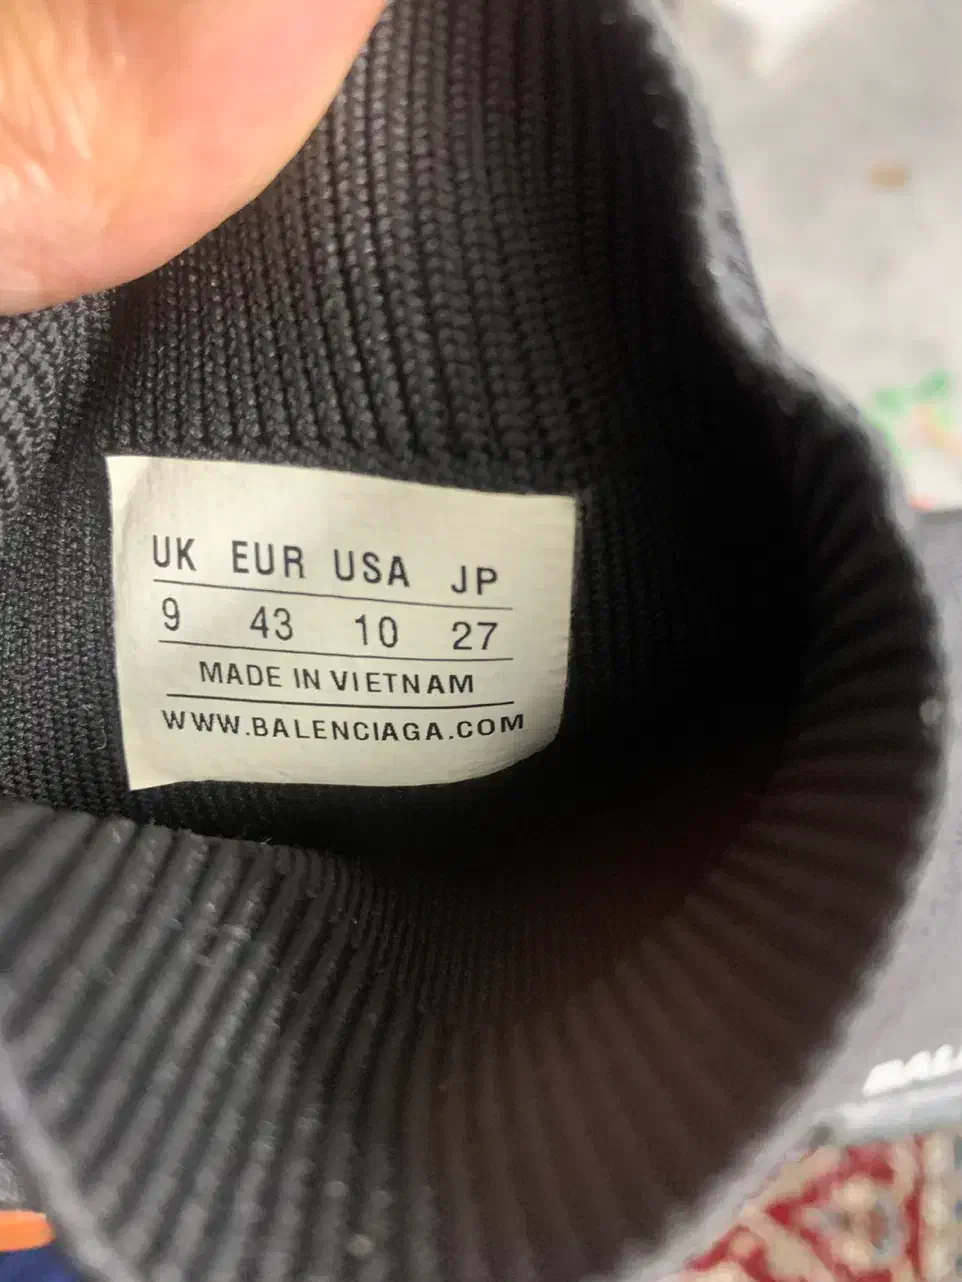 UK EUR USA JP
9 43 10 27
MADE IN VIETNAM
WWW.BALENCIAGA.COM